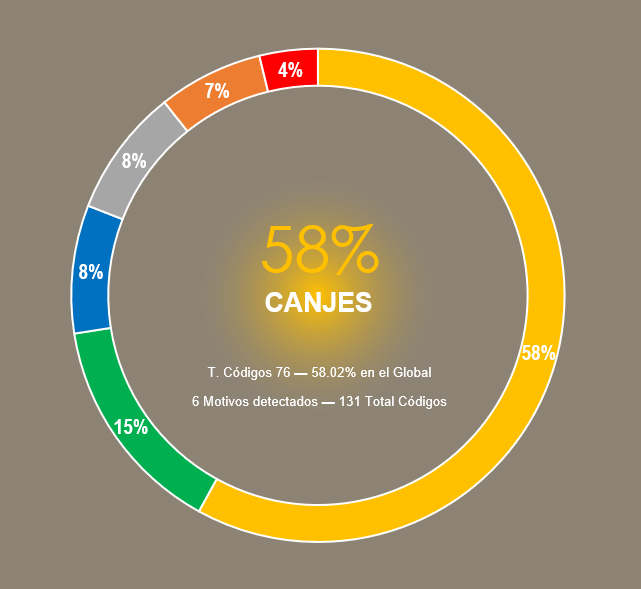 4%
7%
8%
58%
CANJES
8%
58%
T. Códigos 76 — 58.02% en el Global
6 Motivos detectados — 131 Total Códigos
15%